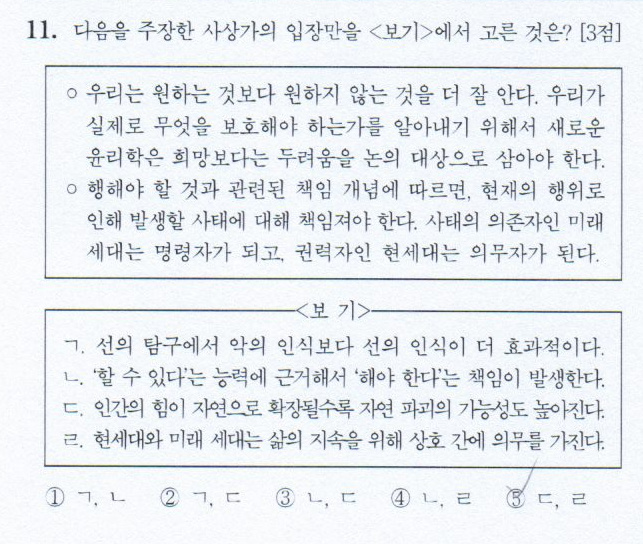 11. 다음을 주장한 사상가의 입장만을 <보기>에서 고른 것은? [3점]
○ 우리는 원하는 것보다 원하지 않는 것을 더 잘 안다. 우리가
실제로 무엇을 보호해야 하는가를 알아내기 위해서 새로운
윤리학은 희망보다는 두려움을 논의 대상으로 삼아야 한다.
○ 행해야 할 것과 관련된 책임 개념에 따르면, 현재의 행위로
인해 발생할 사태에 대해 책임져야 한다. 사태의 의존자인 미래
세대는 명령자가 되고, 권력자인 현세대는 의무자가 된다.
<보 기>
ㄱ. 선의 탐구에서 악의 인식보다 선의 인식이 더 효과적이다.
ㄴ. '할 수 있다'는 능력에 근거해서 '해야 한다'는 책임이 발생한다.
ㄷ. 인간의 힘이 자연으로 확장될수록 자연 파괴의 가능성도 높아진다.
ㄹ. 현세대와 미래 세대는 삶의 지속을 위해 상호 간에 의무를 가진다.
① ㄱ, ㄴ ② ㄱ, ㄷ ③ ㄴ, ㄷ ④ ㄴ, ㄹ ⑤ ㄷ, ㄹ